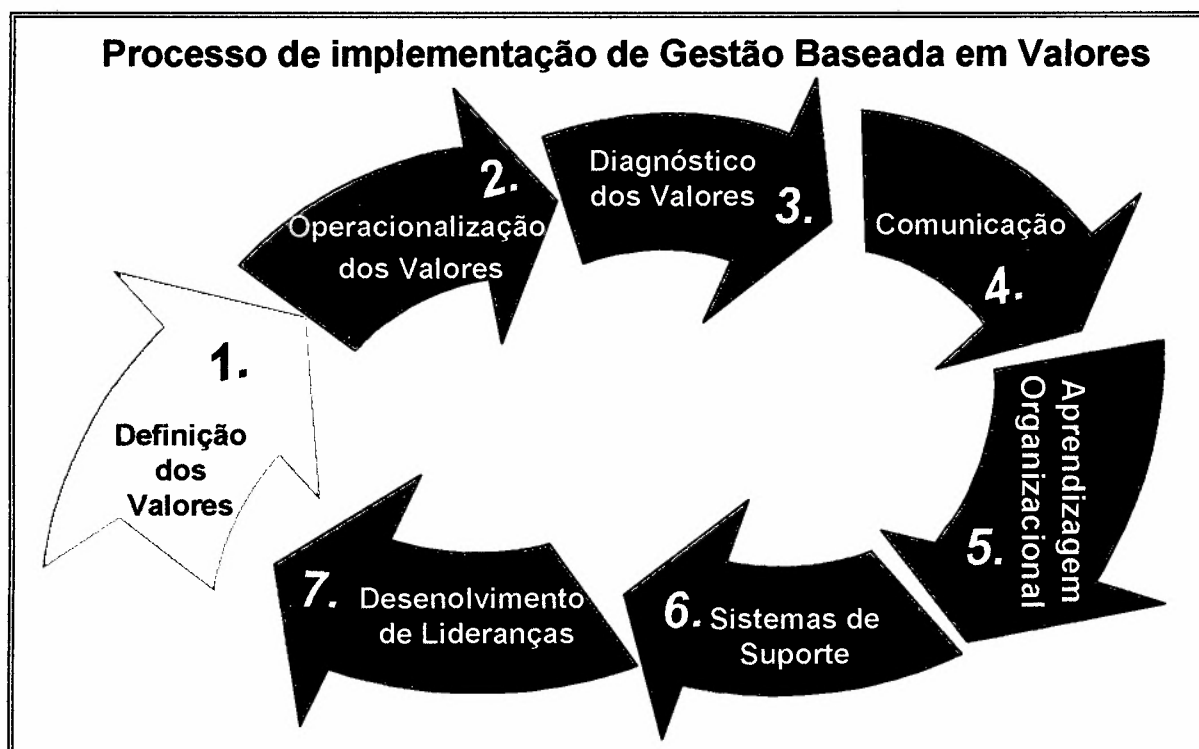 Processo de implementação de Gestão Baseada em Valores
1.
Definição
dos
Valores
2.
Operacionalização
dos Valores
Diagnóstico
dos Valores
3.
Comunicação
4.
Aprendizagem
Organizacional
5.
6.
Sistemas de
Suporte
7.
Desenolvimento
de Lideranças